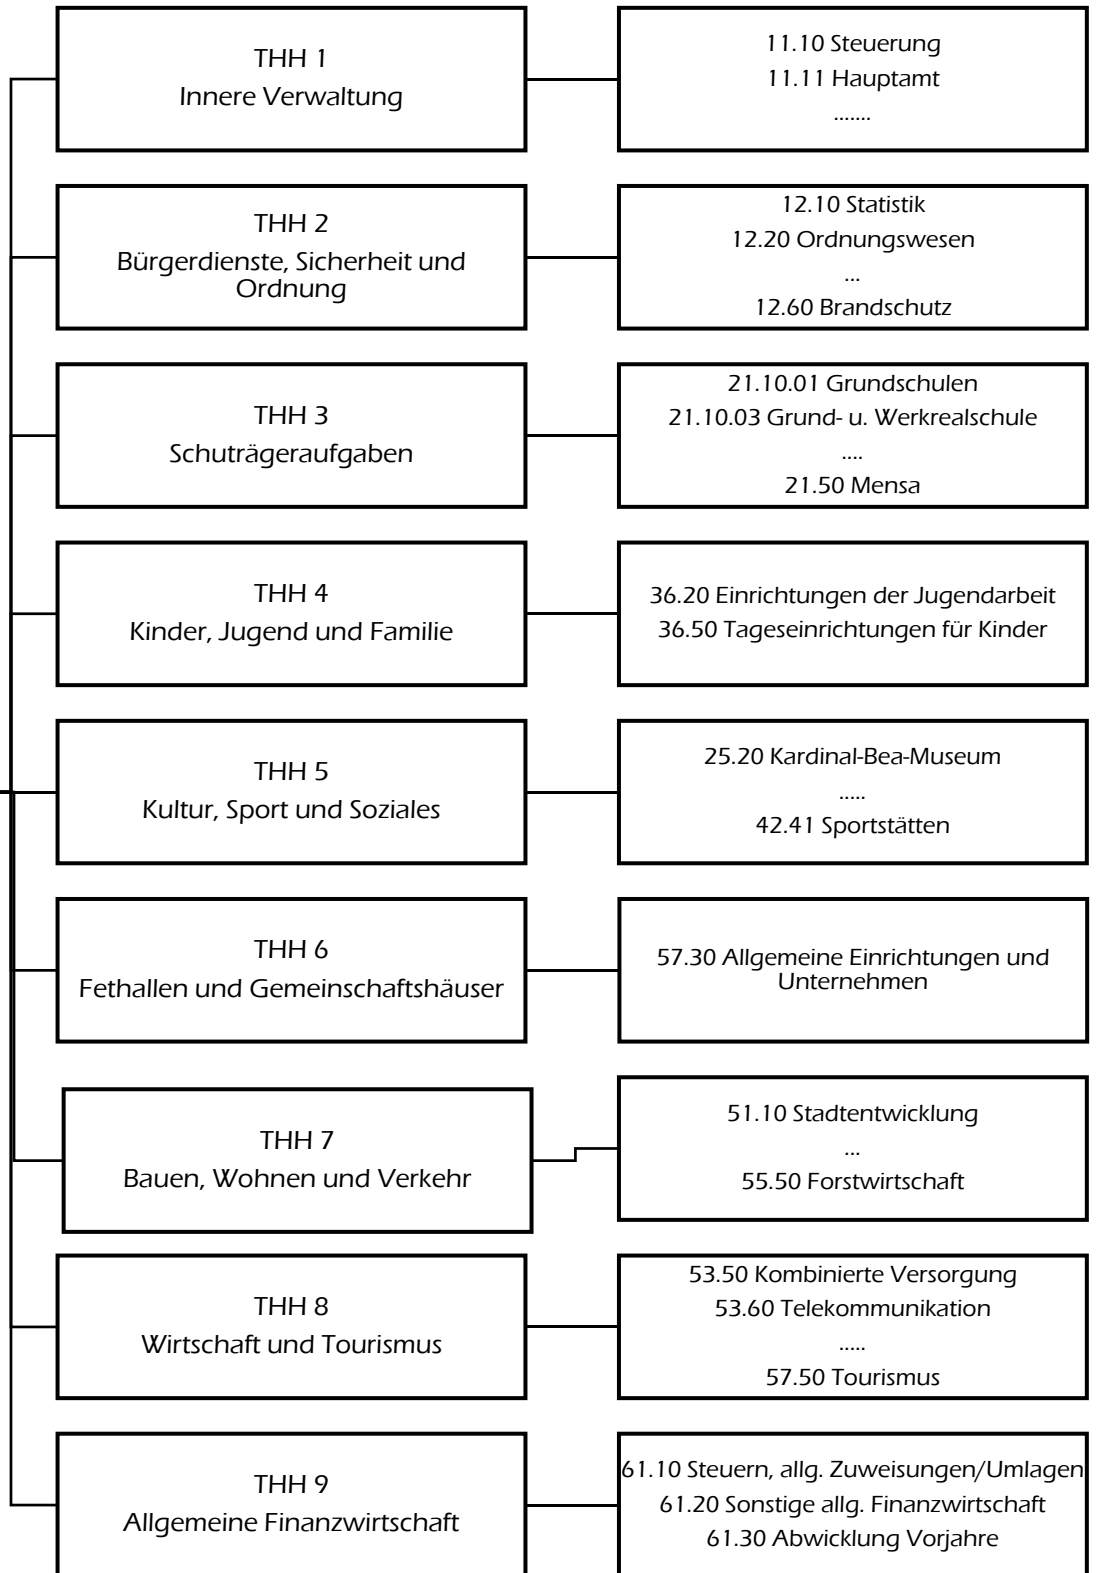 THH 1
Innere Verwaltung
11.10 Steuerung
11.11 Hauptamt
.......
THH 2
Bürgerdienste, Sicherheit und
Ordnung
12.10 Statistik
12.20 Ordnungswesen
...
12.60 Brandschutz
THH 3
Schuträgeraufgaben
21.10.01 Grundschulen
21.10.03 Grund- u. Werkrealschule
....
21.50 Mensa
THH 4
Kinder, Jugend und Familie
36.20 Einrichtungen der Jugendarbeit
36.50 Tageseinrichtungen für Kinder
THH 5
Kultur, Sport und Soziales
25.20 Kardinal-Bea-Museum
.....
42.41 Sportstätten
THH 6
Fethallen und Gemeinschaftshäuser
57.30 Allgemeine Einrichtungen und
Unternehmen
THH 7
Bauen, Wohnen und Verkehr
51.10 Stadtentwicklung
...
55.50 Forstwirtschaft
THH 8
Wirtschaft und Tourismus
53.50 Kombinierte Versorgung
53.60 Telekommunikation
.....
57.50 Tourismus
THH 9
Allgemeine Finanzwirtschaft
61.10 Steuern, allg. Zuweisungen/Umlagen
61.20 Sonstige allg. Finanzwirtschaft
61.30 Abwicklung Vorjahre